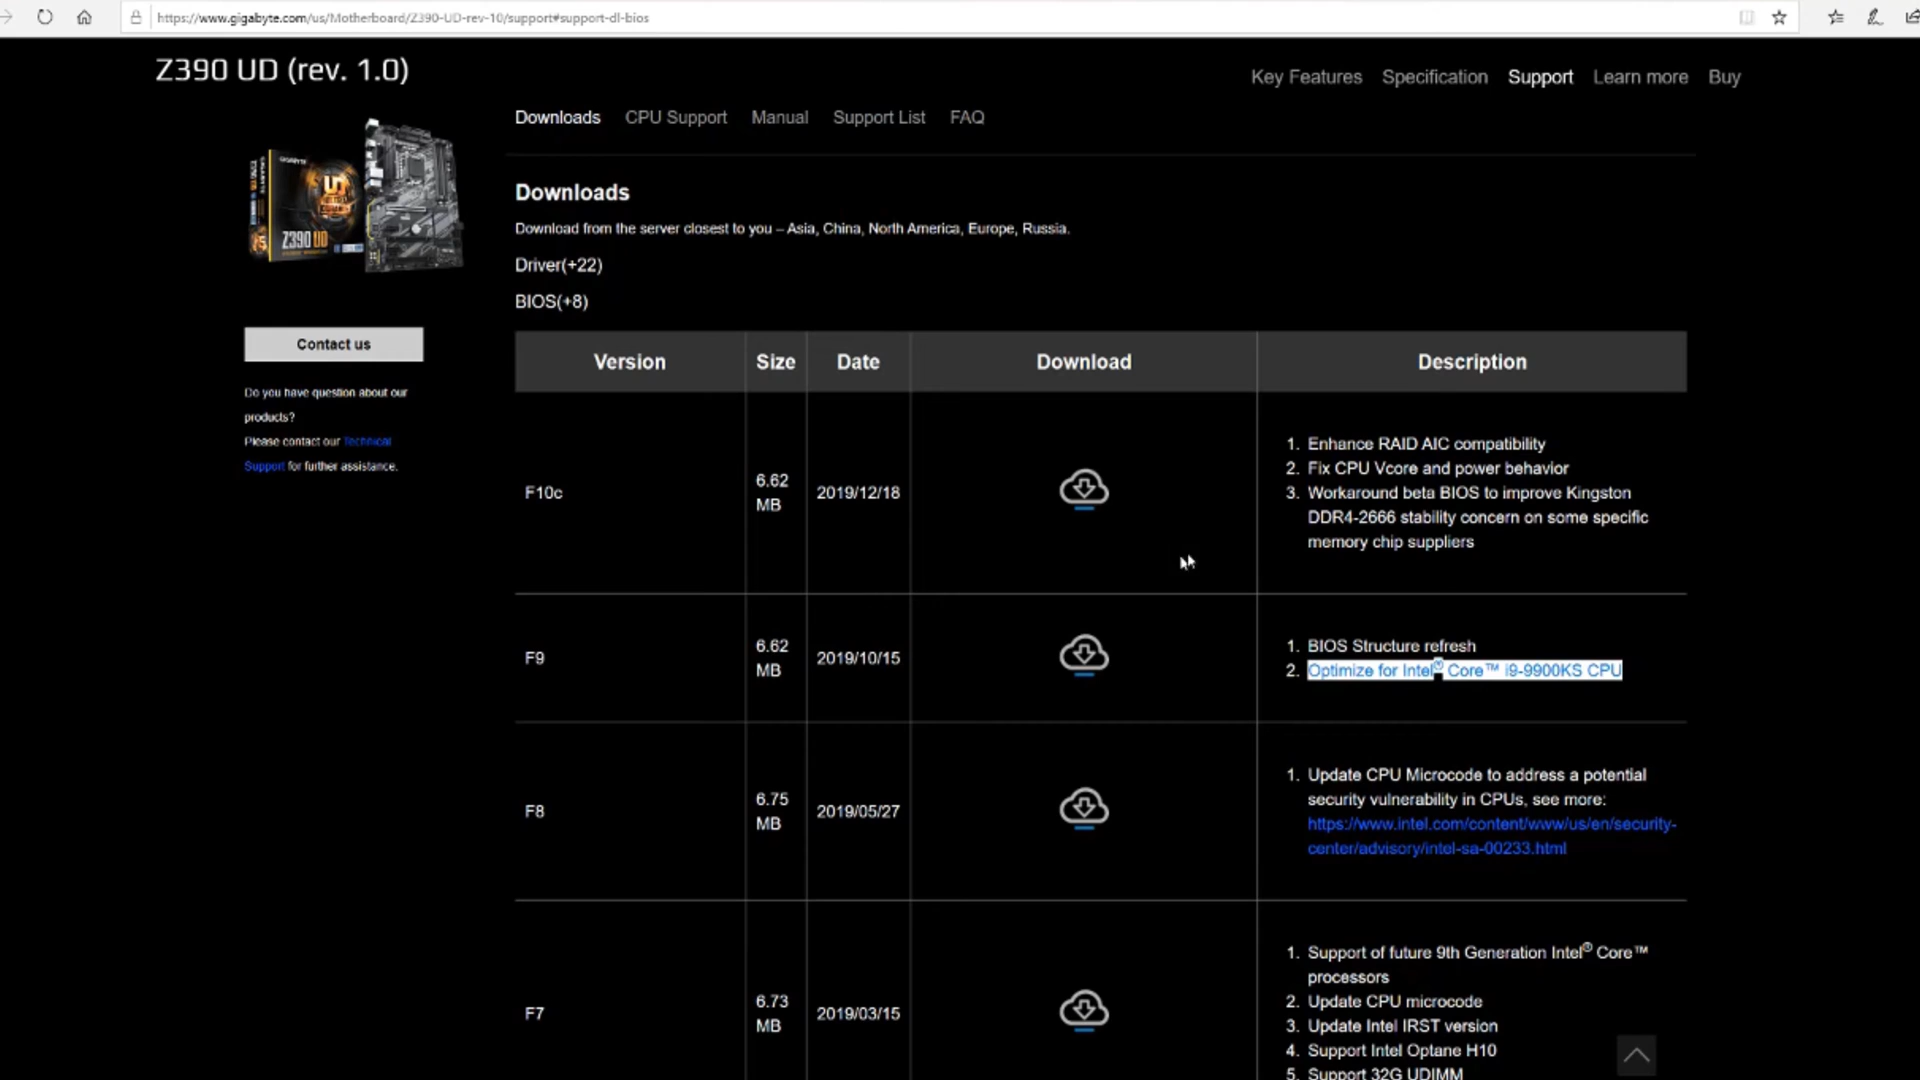 https://www.gigabyte.com/us/Motherboard/Z390-UD-rev-10/support#support-dl-bios
Z390 UD (rev. 1.0)
Key Features Specification Support Learn more Buy
Downloads CPU Support Manual Support List FAQ
GIGABYTE
UD
Z390 UD
Downloads
Download from the server closest to you – Asia, China, North America, Europe, Russia.
Driver(+22)
BIOS(+8)
Contact us
Do you have question about our
products?
Please contact our Technical
Support for further assistance.
Version Size Date Download Description
F10c 6.62 MB 2019/12/18
1. Enhance RAID AIC compatibility
2. Fix CPU Vcore and power behavior
3. Workaround beta BIOS to improve Kingston
DDR4-2666 stability concern on some specific
memory chip suppliers
F9 6.62 MB 2019/10/15
1. BIOS Structure refresh
2. Optimize for Intel® Core™ i9-9900KS CPU
F8 6.75 MB 2019/05/27
1. Update CPU Microcode to address a potential
security vulnerability in CPUs, see more:
https://www.intel.com/content/www/us/en/security-
center/advisory/intel-sa-00233.html
F7 6.73 MB 2019/03/15
1. Support of future 9th Generation Intel® Core™
processors
2. Update CPU microcode
3. Update Intel IRST version
4. Support Intel Optane H10
5. Support 32G UDIMM